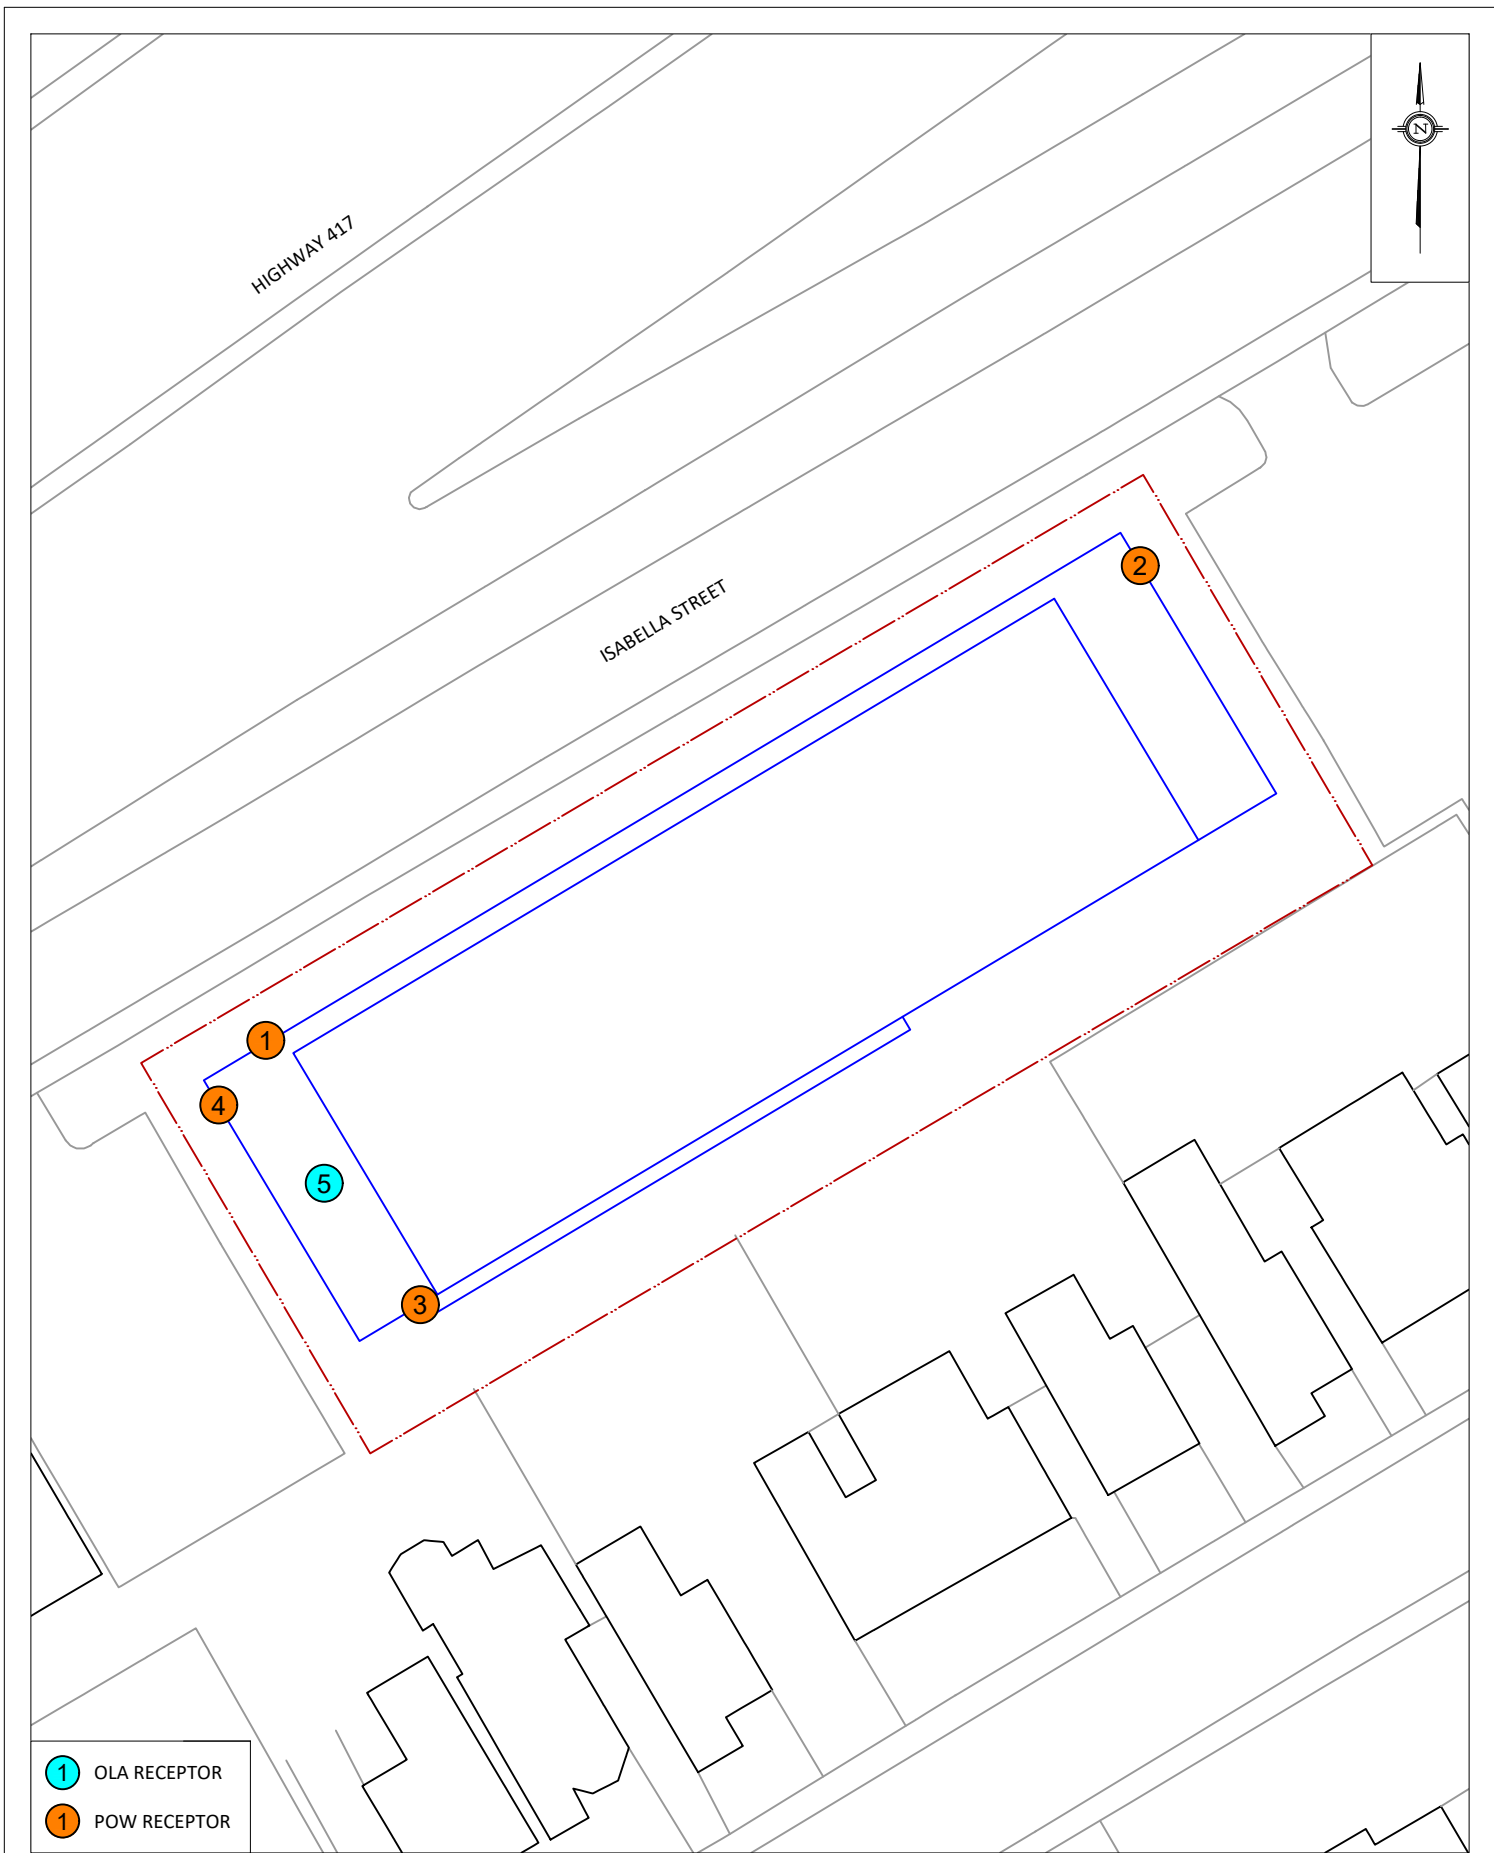 N
HIGHWAY 417
ISABELLA STREET
2
1
4
5
3
1 OLA RECEPTOR
1 POW RECEPTOR